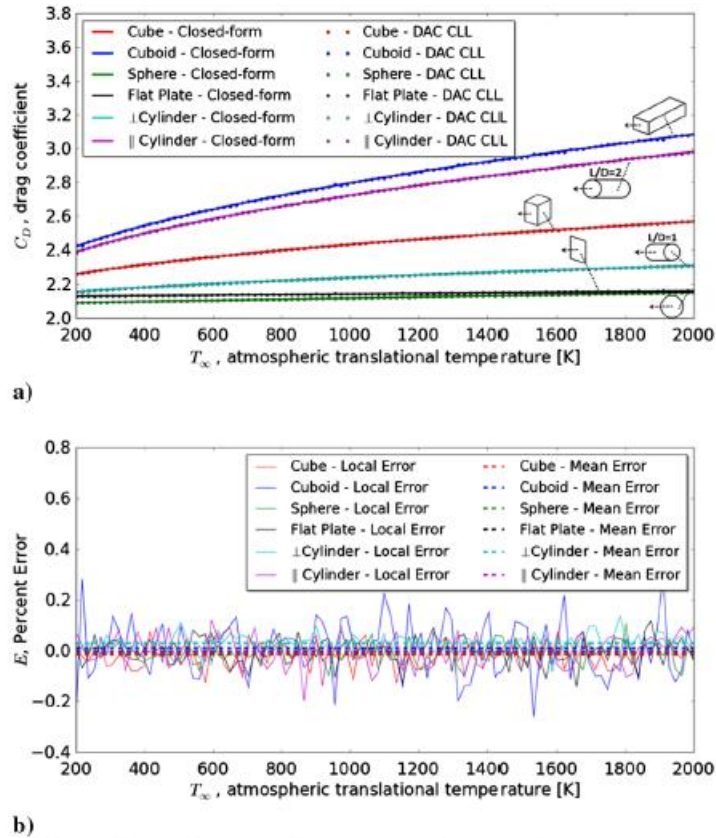 3.8
3.6
3.4
3.2
3.0
2.8
2.6
2.4
2.2
2.0
C_D, drag coefficient
Cube - Closed-form
Cuboid - Closed-form
Sphere - Closed-form
Flat Plate - Closed-form
⊥Cylinder - Closed-form
∥ Cylinder - Closed-form
Cube - DAC CLL
Cuboid - DAC CLL
Sphere - DAC CLL
Flat Plate - DAC CLL
⊥Cylinder - DAC CLL
∥ Cylinder - DAC CLL
L/D=2
L/D=1
200 400 600 800 1000 1200 1400 1600 1800 2000
T_∞, atmospheric translational temperature [K]
a)
0.8
0.6
0.4
0.2
0.0
−0.2
−0.4
E, Percent Error
Cube - Local Error
Cuboid - Local Error
Sphere - Local Error
Flat Plate - Local Error
⊥Cylinder - Local Error
∥ Cylinder - Local Error
Cube - Mean Error
Cuboid - Mean Error
Sphere - Mean Error
Flat Plate - Mean Error
⊥Cylinder - Mean Error
∥ Cylinder - Mean Error
200 400 600 800 1000 1200 1400 1600 1800 2000
T_∞, atmospheric translational temperature [K]
b)